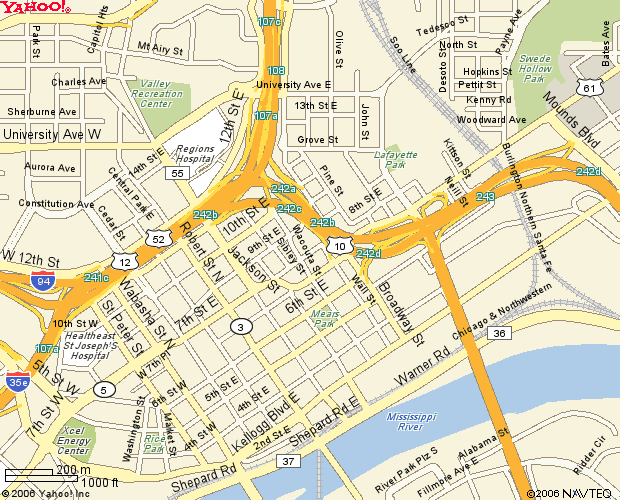 YAHOO!
Park St
Capitol Hts
Mt Airy St
107c
Olive St
Soo Line
Tedesco St
Payne Ave
North St
Desoto St
Bates Ave
Swede
Hollow
Park
Charles Ave
108
University Ave E
Hopkins St
Pettit St
61
Valley
Recreation
Center
12th St E
13th St E
John St
Kenny Rd
Mounds Blvd
Sherburne Ave
107a
Woodward Ave
University Ave W
Grove St
Regions
Hospital
14th St E
Lafayette
Park
Kittson St
Burlington Northern Santa Fe
Aurora Ave
55
Pine St
Neill St
242d
Central Park E
242a
8th St E
243
Constitution Ave
Cedar St
242b
10th St E
242c
242b
W 12th St
52
Robert St N
9th St E
Sibley St
Wacouta St
10
242d
12
Jackson St
94
241c
Wabasha St N
7th St E
6th St E
Wall St
Broadway St
St Peter St
Mears
Park
Chicago & Northwestern
10th St W
3
36
107a
Healtheast
St Joseph'S
Hospital
5th St W
W 7th Pl
Warner Rd
35e
5
6th St W
5th St E
4th St E
7th St W
Washington St
Market St
Kellogg Blvd E
Mississippi
River
Xcel
Energy
Center
Rice
Park
4th St W
2nd St E
Shepard Rd E
Alabama St
Ridder Cir
200 m
1000 ft
Shepard Rd
37
River Park Plz S
Fillmore Ave E
©2006 Yahoo! Inc
©2006 NAVTEQ